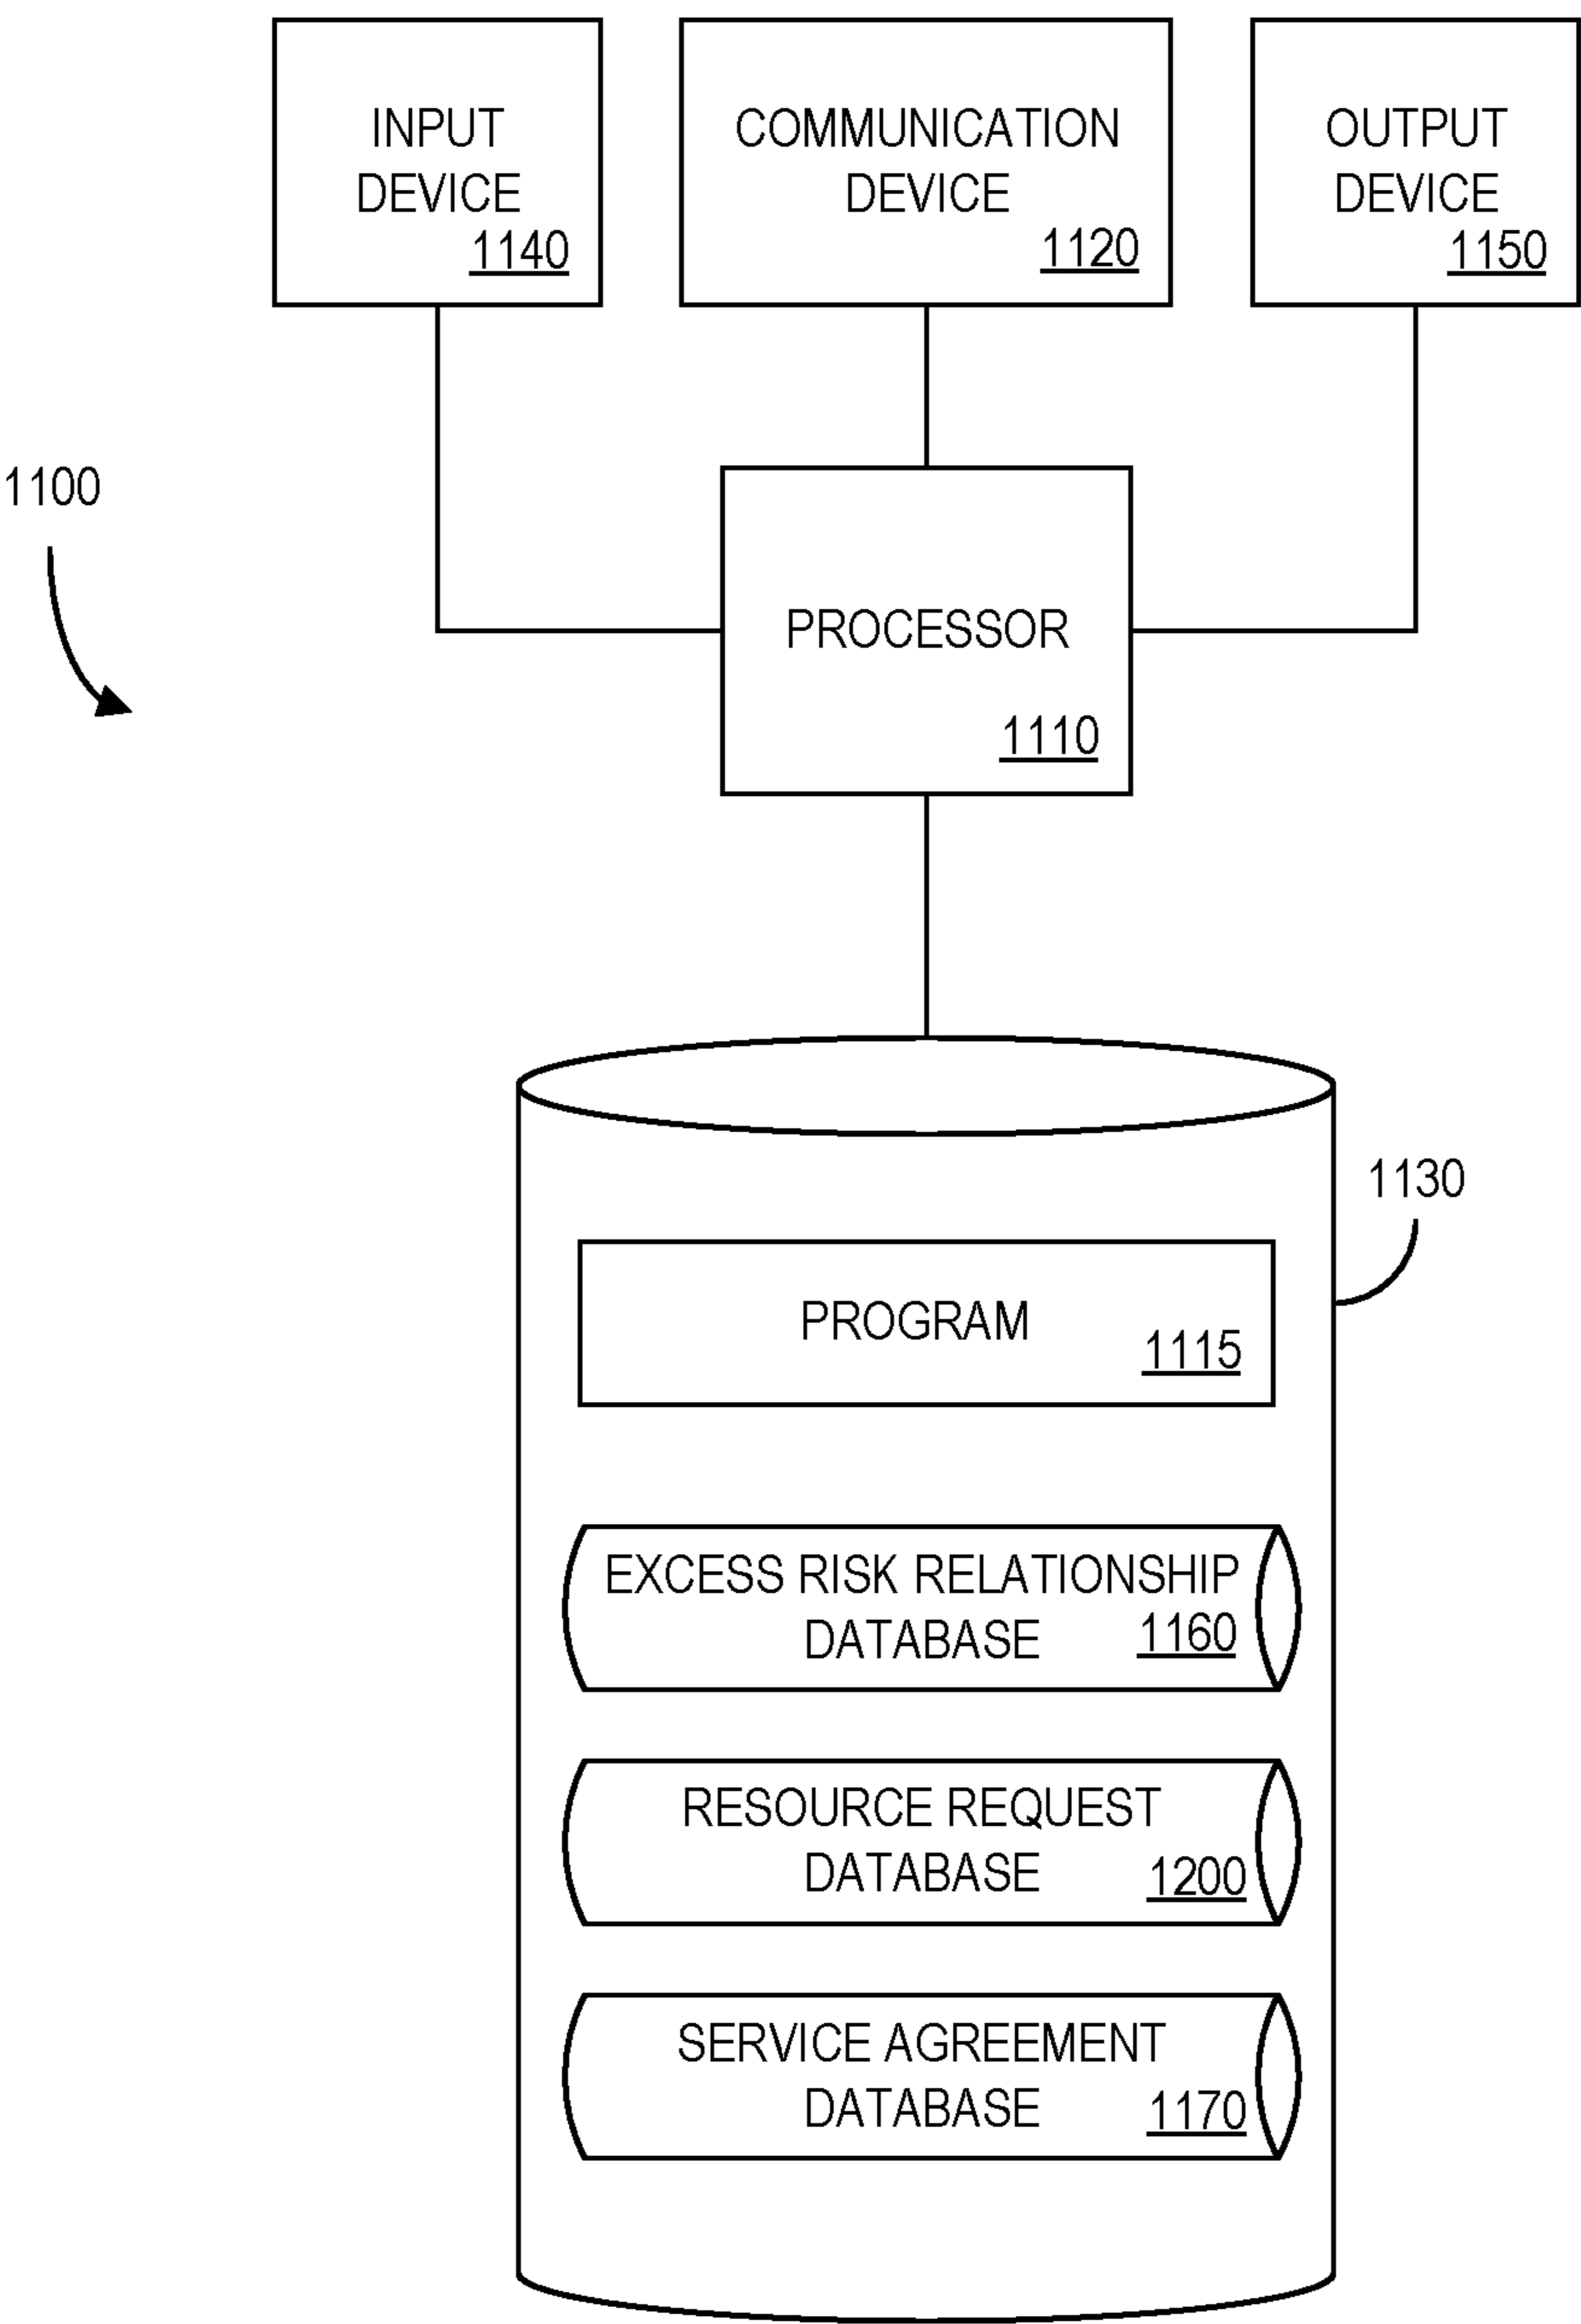 INPUT
DEVICE
1140
COMMUNICATION
DEVICE
1120
OUTPUT
DEVICE
1150
1100
PROCESSOR
1110
1130
PROGRAM
1115
EXCESS RISK RELATIONSHIP
DATABASE 1160
RESOURCE REQUEST
DATABASE 1200
SERVICE AGREEMENT
DATABASE 1170